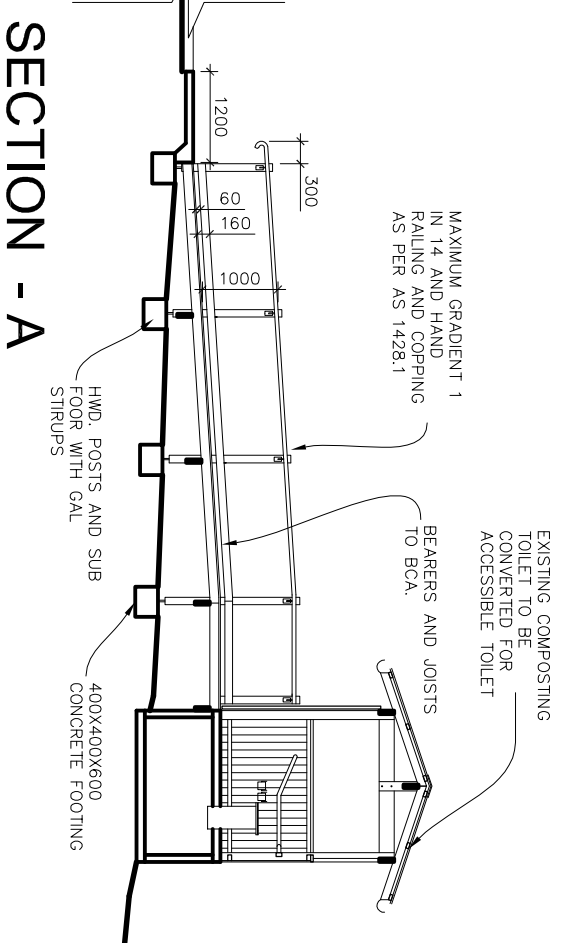 EXISTING COMPOSTING
TOILET TO BE
CONVERTED FOR
ACCESSIBLE TOILET
MAXIMUM GRADIENT 1
IN 14 AND HAND
RAILING AND COPPING
AS PER AS 1428.1
BEARERS AND JOISTS
TO BCA.
300
1200
60
160
1000
HWD. POSTS AND SUB
FOOR WITH GAL
STIRUPS
400X400X600
CONCRETE FOOTING
SECTION - A